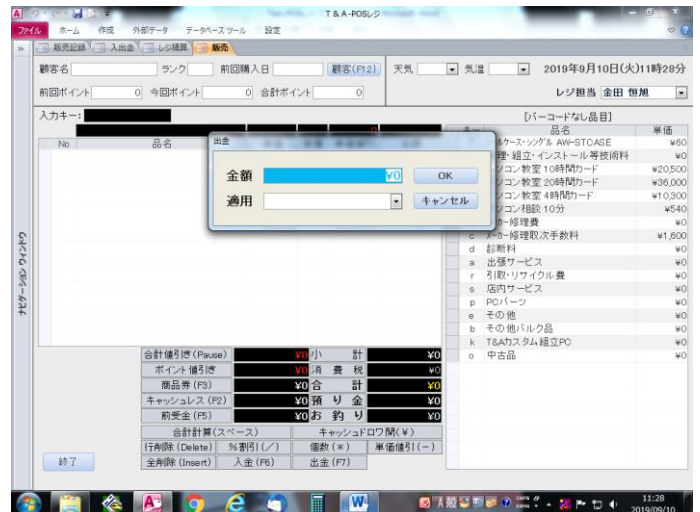 T & A-POSレジ
ファイル ホーム 作成 外部データ データベース ツール 設定
販売記録 入出金 レジ精算 販売
顧客名 ランク 前回購入日 顧客(F12) 天気 気温 2019年9月10日(火)11時28分
前回ポイント 0 今回ポイント 0 合計ポイント 0 レジ担当 金田 恒旭
入力キー:
[バーコードなし品目]
No 品名
品名 単価
出金
金額 ¥0 OK
適用 キャンセル
ルケース・シングル AW-STCASE ¥60
理・組立・インストール等技術料 ¥0
ソコン教室 10時間カード ¥20,500
ソコン教室 20時間カード ¥36,000
ソコン教室 4時間カード ¥10,300
ソコン相談 10分 ¥540
カー修理費 ¥0
c メーカー修理取次手数料 ¥1,600
d 診断料 ¥0
a 出張サービス ¥0
r 引取・リサイクル費 ¥0
s 店内サービス ¥0
p PCパーツ ¥0
e その他 ¥0
b その他バルク品 ¥0
k T&Aカスタム組立PC ¥0
o 中古品 ¥0
ナビゲーション ウィンドウ
合計値引き(Pause) ¥0 小 計 ¥0
ポイント値引き ¥0 消 費 税 ¥0
商品券(F3) ¥0 合 計 ¥0
キャッシュレス(F2) ¥0 預 り 金 ¥0
前受金(F5) ¥0 お 釣 り ¥0
合計計算(スペース) キャッシュドロワ開(¥)
行削除(Delete) %割引(/) 個数(*) 単価値引(-)
終了 全削除(Insert) 入金(F6) 出金(F7)
11:28
2019/09/10